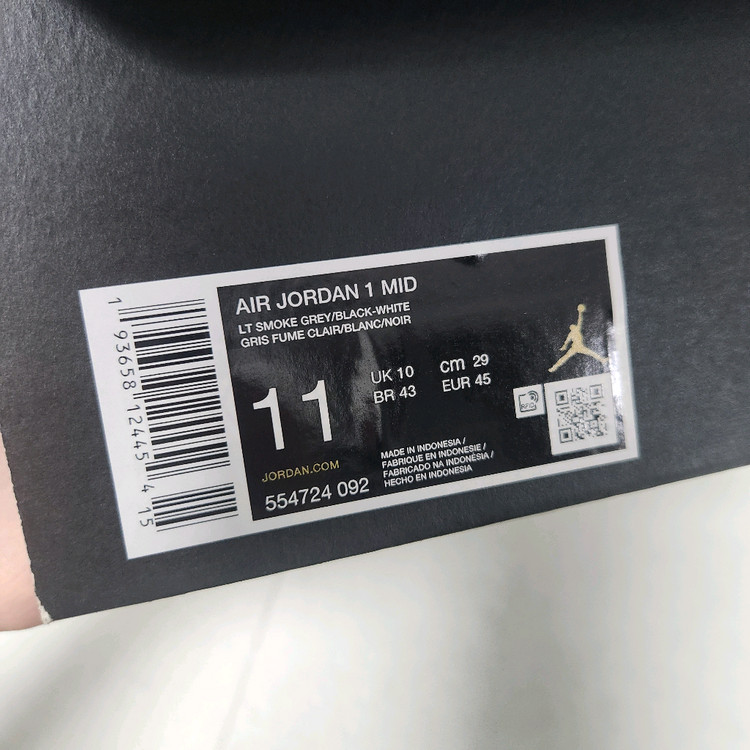 AIR JORDAN 1 MID
LT SMOKE GREY/BLACK-WHITE
GRIS FUME CLAIR/BLANC/NOIR
11
UK 10
BR 43
cm 29
EUR 45
RFID
JORDAN.COM
554724 092
MADE IN INDONESIA /
FABRIQUE EN INDONESIE /
FABRICADO NA INDONÉSIA /
HECHO EN INDONESIA
1 93658 12445 4 15